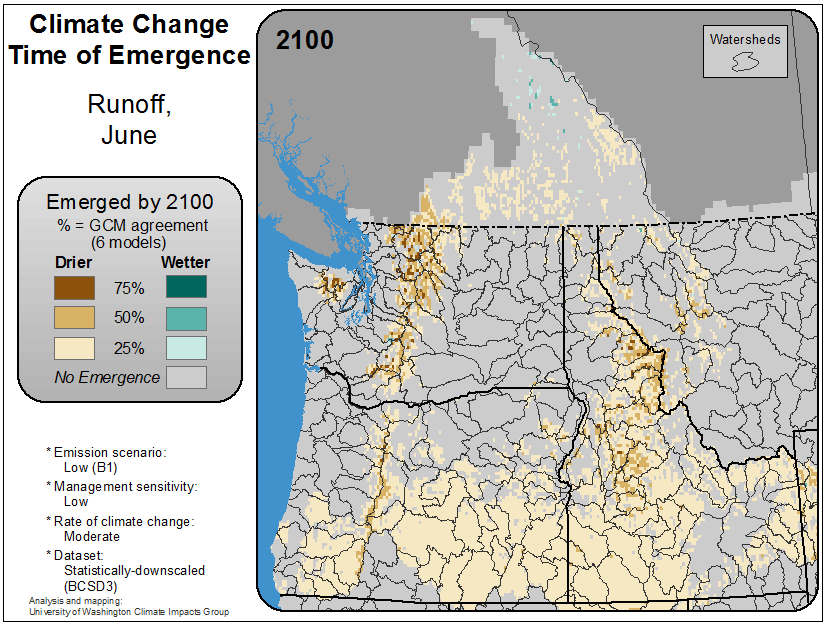 Climate Change
Time of Emergence
Runoff,
June
Emerged by 2100
% = GCM agreement
(6 models)
Drier Wetter
75%
50%
25%
No Emergence
* Emission scenario:
Low (B1)
* Management sensitivity:
Low
* Rate of climate change:
Moderate
* Dataset:
Statistically-downscaled
(BCSD3)
Analysis and mapping:
University of Washington Climate Impacts Group
2100
Watersheds